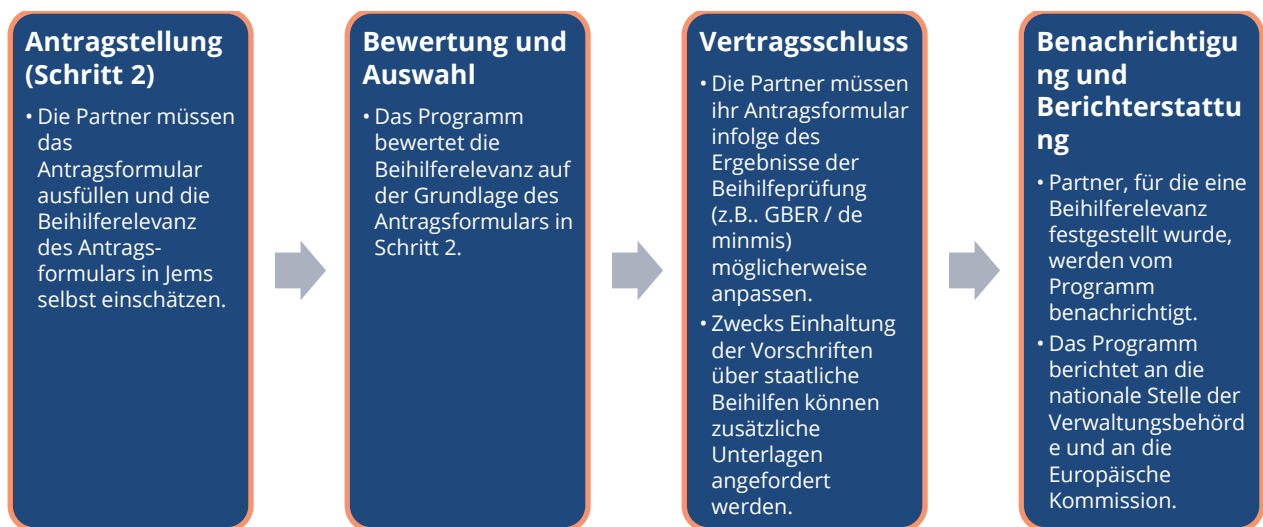 Antragstellung
(Schritt 2)
• Die Partner müssen
das
Antragsformular
ausfüllen und die
Beihilferelevanz
des Antrags-
formulars in Jems
selbst einschätzen.
Bewertung und
Auswahl
• Das Programm
bewertet die
Beihilferelevanz auf
der Grundlage des
Antragsformulars in
Schritt 2.
Vertragsschluss
• Die Partner müssen
ihr Antragsformular
infolge des
Ergebnisse der
Beihilfeprüfung
(z.B.. GBER / de
minmis)
möglicherweise
anpassen.
• Zwecks Einhaltung
der Vorschriften
über staatliche
Beihilfen können
zusätzliche
Unterlagen
angefordert
werden.
Benachrichtigu
ng und
Berichterstattu
ng
• Partner, für die eine
Beihilferelevanz
festgestellt wurde,
werden vom
Programm
benachrichtigt.
• Das Programm
berichtet an die
nationale Stelle der
Verwaltungsbehörd
e und an die
Europäische
Kommission.